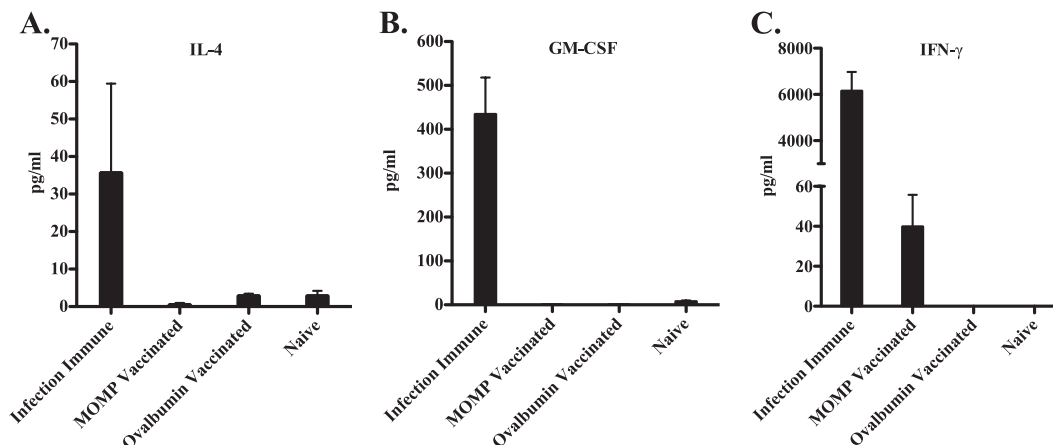 A.
IL-4
pg/ml
70
60
50
40
30
20
10
0
Infection Immune
MOMP Vaccinated
Ovalbumin Vaccinated
Naive
B.
GM-CSF
pg/ml
600
500
400
300
200
100
0
Infection Immune
MOMP Vaccinated
Ovalbumin Vaccinated
Naive
C.
IFN-γ
pg/ml
8000
6000
4000
60
40
20
0
Infection Immune
MOMP Vaccinated
Ovalbumin Vaccinated
Naive